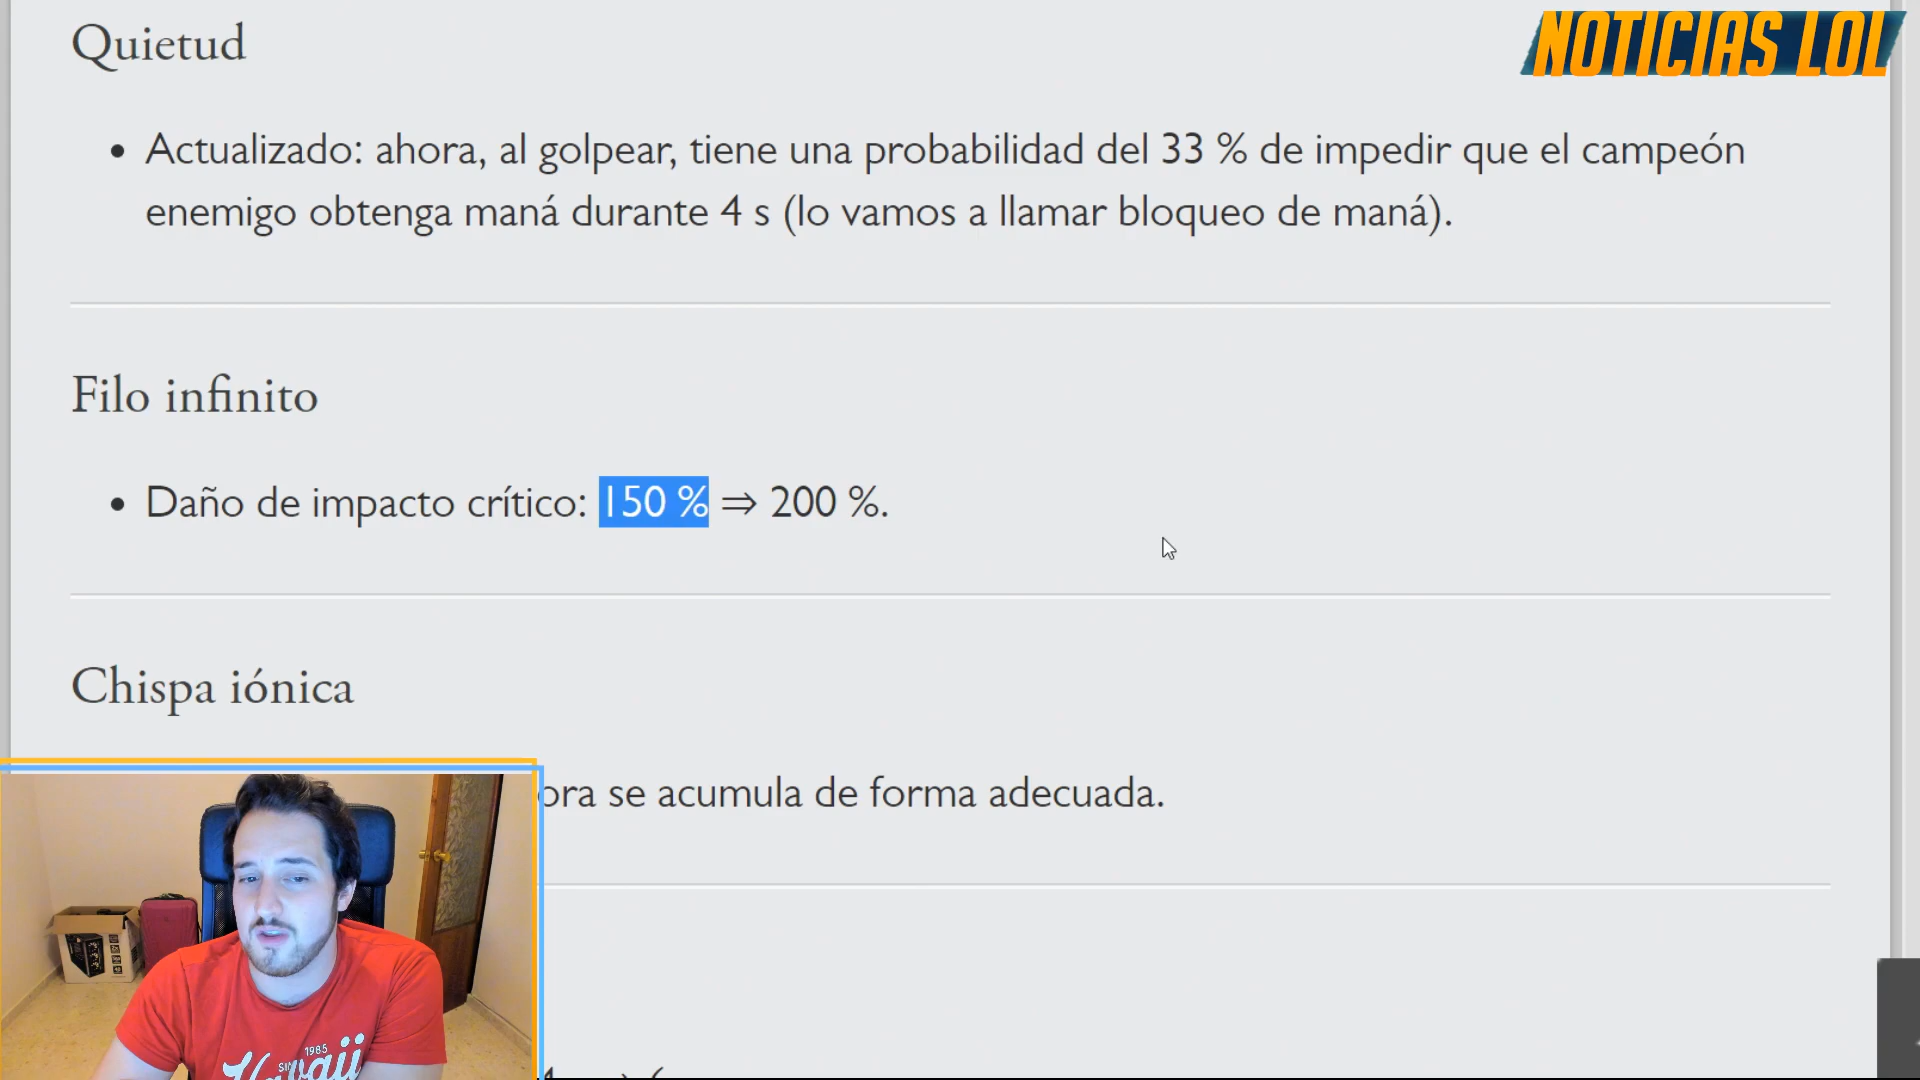 Quietud
NOTICIAS LOL
• Actualizado: ahora, al golpear, tiene una probabilidad del 33 % de impedir que el campeón
enemigo obtenga maná durante 4 s (lo vamos a llamar bloqueo de maná).
Filo infinito
• Daño de impacto crítico: 150 % ⇒ 200 %.
Chispa iónica
ora se acumula de forma adecuada.
1985
Hawaii